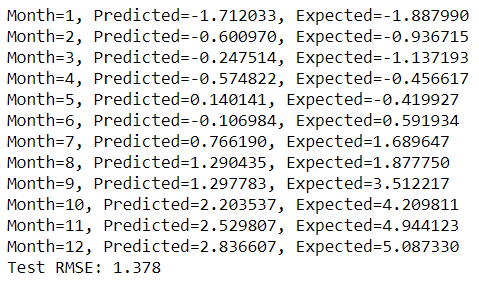 Month=1, Predicted=-1.712033, Expected=-1.887990
Month=2, Predicted=-0.600970, Expected=-0.936715
Month=3, Predicted=-0.247514, Expected=-1.137193
Month=4, Predicted=-0.574822, Expected=-0.456617
Month=5, Predicted=0.140141, Expected=-0.419927
Month=6, Predicted=-0.106984, Expected=0.591934
Month=7, Predicted=0.766190, Expected=1.689647
Month=8, Predicted=1.290435, Expected=1.877750
Month=9, Predicted=1.297783, Expected=3.512217
Month=10, Predicted=2.203537, Expected=4.209811
Month=11, Predicted=2.529807, Expected=4.944123
Month=12, Predicted=2.836607, Expected=5.087330
Test RMSE: 1.378